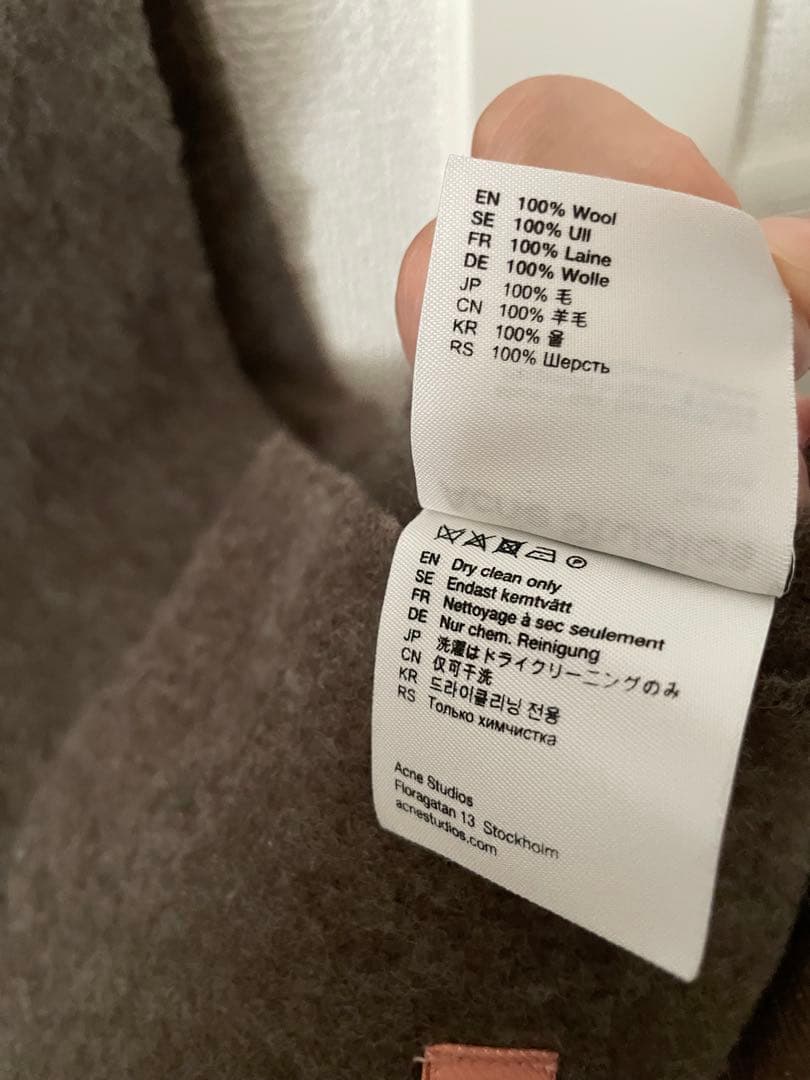 EN 100% Wool
SE 100% Ull
FR 100% Laine
DE 100% Wolle
JP 100% 毛
CN 100% 羊毛
KR 100% 울
RS 100% Шерсть
P
EN Dry clean only
SE Endast kemtvätt
FR Nettoyage à sec seulement
DE Nur chem. Reinigung
JP 洗濯はドライクリーニングのみ
CN 仅可干洗
KR 드라이클리닝 전용
RS Только химчистка
Acne Studios
Floragatan 13 Stockholm
acnestudios.com